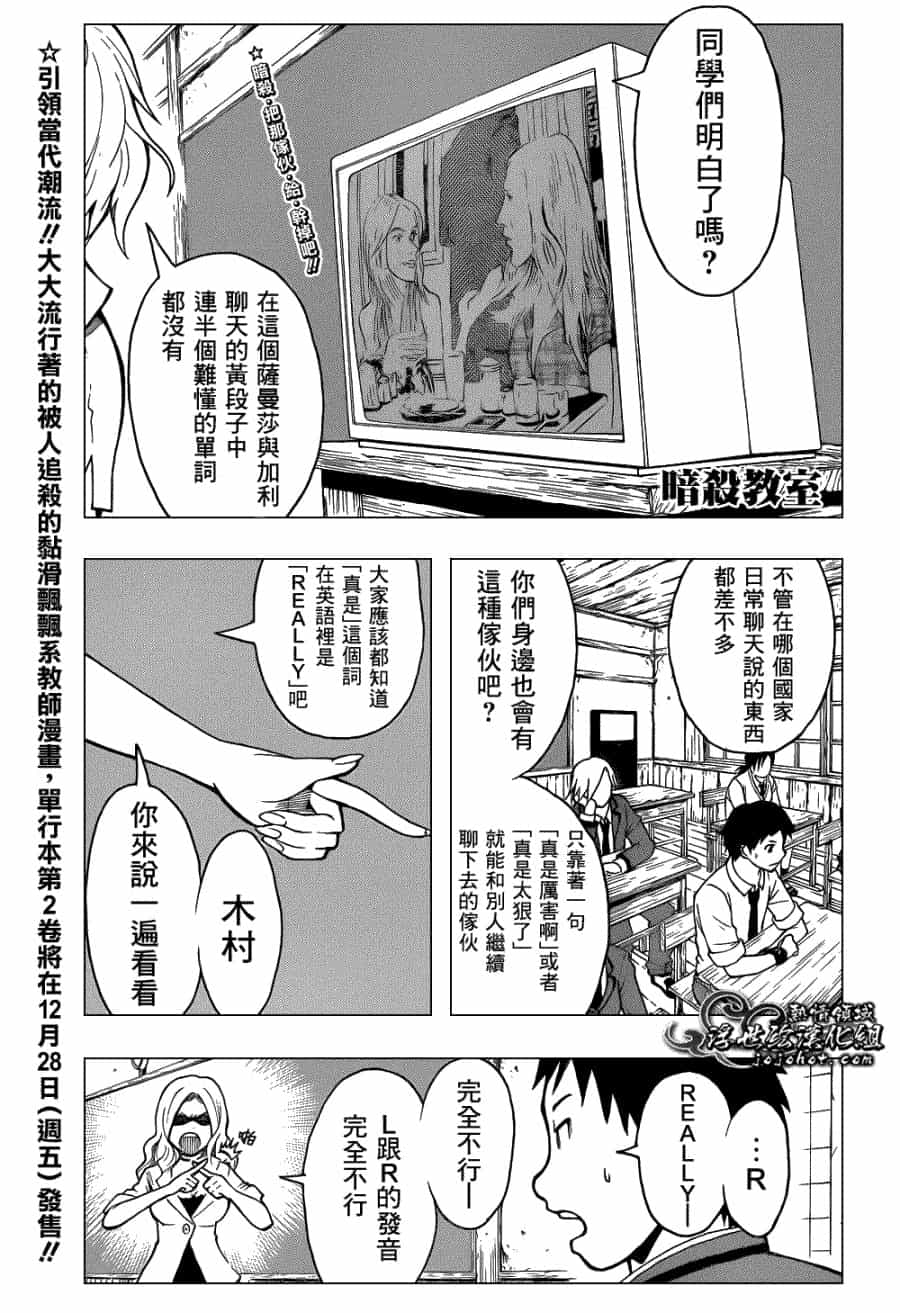 同學們明白了嗎？
☆暗殺・把那傢伙・給・幹掉吧!!
在這個薩曼莎與加利
聊天的黃段子中
連半個難懂的單詞
都沒有
暗殺教室
不管在哪個國家
日常聊天說的東西
都差不多
你們身邊也會有
這種傢伙吧？
只靠著一句
「真是厲害啊」或者
「真是太狠了」
就能和別人繼續
聊下去的傢伙
大家應該都知道
「真是」這個詞
在英語裡是
「REALLY」吧
木村
你來說一遍看看
…R
REALLY—
完全不行—
L跟R的發音
完全不行
啪
☆引領當代潮流!!大大流行著的被人追殺的黏滑飄飄系教師漫畫，單行本第2卷將在12月28日(週五)發售!!
熱情領域
浮世繪漢化組
jojohot.com